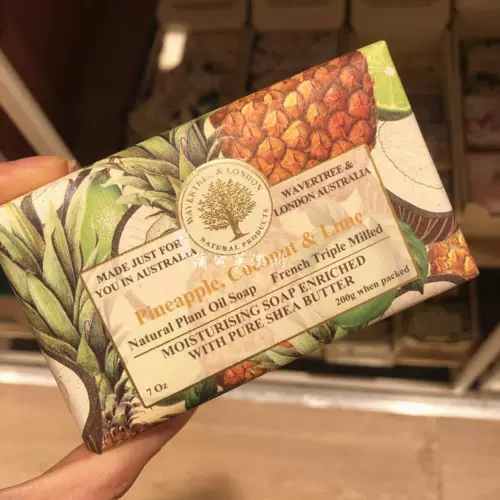 WAVERTREE & LONDON
NATURAL PRODUCTS
WAVERTREE &
LONDON AUSTRALIA
MADE JUST FOR
YOU IN AUSTRALIA
Pineapple, Coconut & Lime
Natural Plant Oil Soap French Triple Milled
MOISTURISING SOAP ENRICHED
WITH PURE SHEA BUTTER
7 Oz
200g when packed